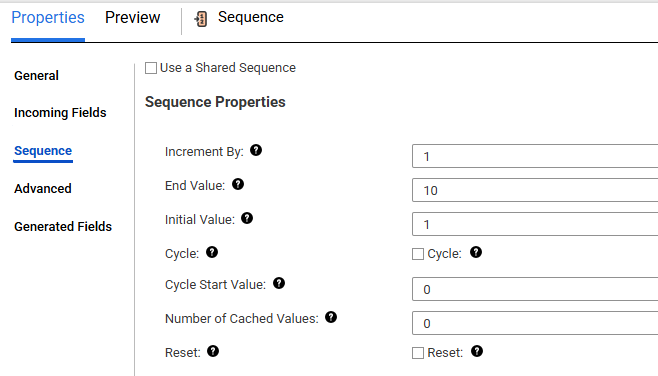 Properties Preview Sequence
General
Incoming Fields
Sequence
Advanced
Generated Fields
Use a Shared Sequence
Sequence Properties
Increment By: ? 1
End Value: ? 10
Initial Value: ? 1
Cycle: ? Cycle: ?
Cycle Start Value: ? 0
Number of Cached Values: ? 0
Reset: ? Reset: ?